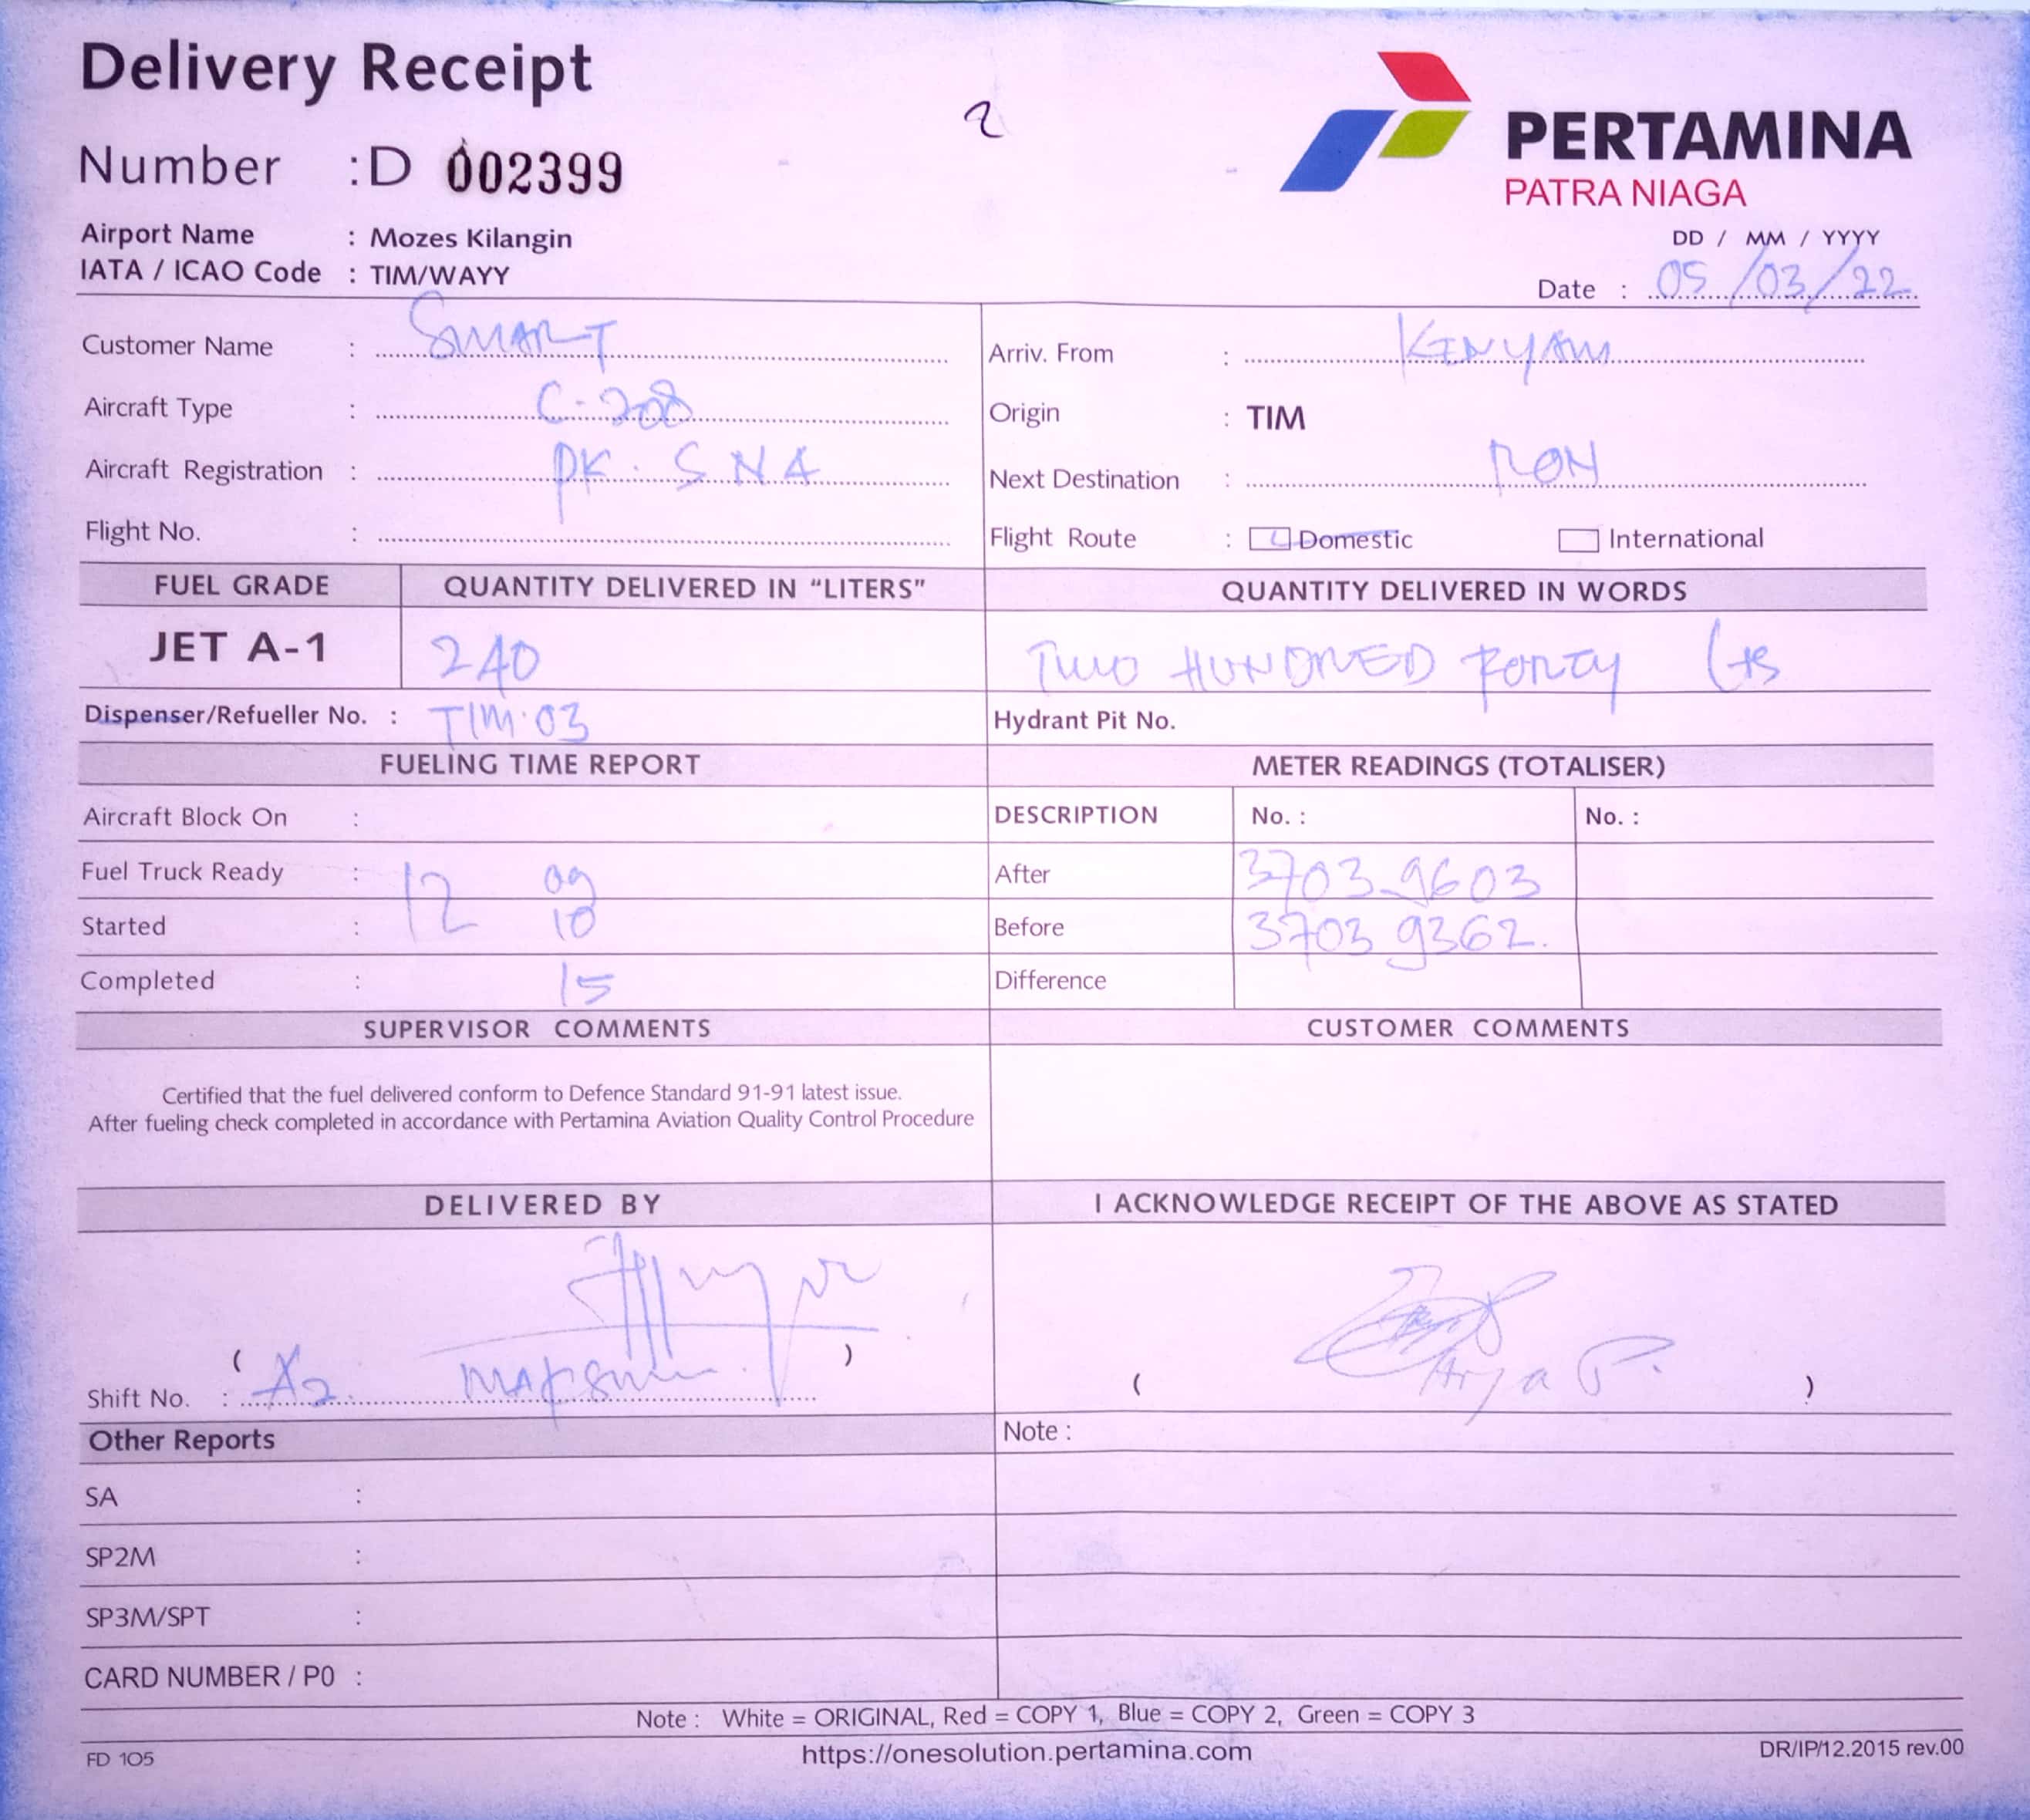 Delivery Receipt
2
PERTAMINA
PATRA NIAGA
Number :D 002399
Airport Name : Mozes Kilangin
IATA / ICAO Code : TIM/WAYY
DD / MM / YYYY
Date : 05/03/22
Customer Name : SMART
Arriv. From : KENYAM
Aircraft Type : C-208
Origin : TIM
Aircraft Registration : PK. SNA
Next Destination : RON
Flight No. :
Flight Route : Domestic International
FUEL GRADE QUANTITY DELIVERED IN “LITERS” QUANTITY DELIVERED IN WORDS
JET A-1 240 TWO HUNDRED FORTY Lts
Dispenser/Refueller No. : TIM.03 Hydrant Pit No.
FUELING TIME REPORT METER READINGS (TOTALISER)
Aircraft Block On : DESCRIPTION No. : No. :
Fuel Truck Ready : 12 09 After 37039603
Started : 10 Before 37039362.
Completed : 15 Difference
SUPERVISOR COMMENTS CUSTOMER COMMENTS
Certified that the fuel delivered conform to Defence Standard 91-91 latest issue.
After fueling check completed in accordance with Pertamina Aviation Quality Control Procedure
DELIVERED BY I ACKNOWLEDGE RECEIPT OF THE ABOVE AS STATED
( ) ( Arya P. )
Shift No. :
Other Reports Note :
SA :
SP2M :
SP3M/SPT :
CARD NUMBER / P0 :
Note : White = ORIGINAL, Red = COPY 1, Blue = COPY 2, Green = COPY 3
FD 105 https://onesolution.pertamina.com DR/IP/12.2015 rev.00